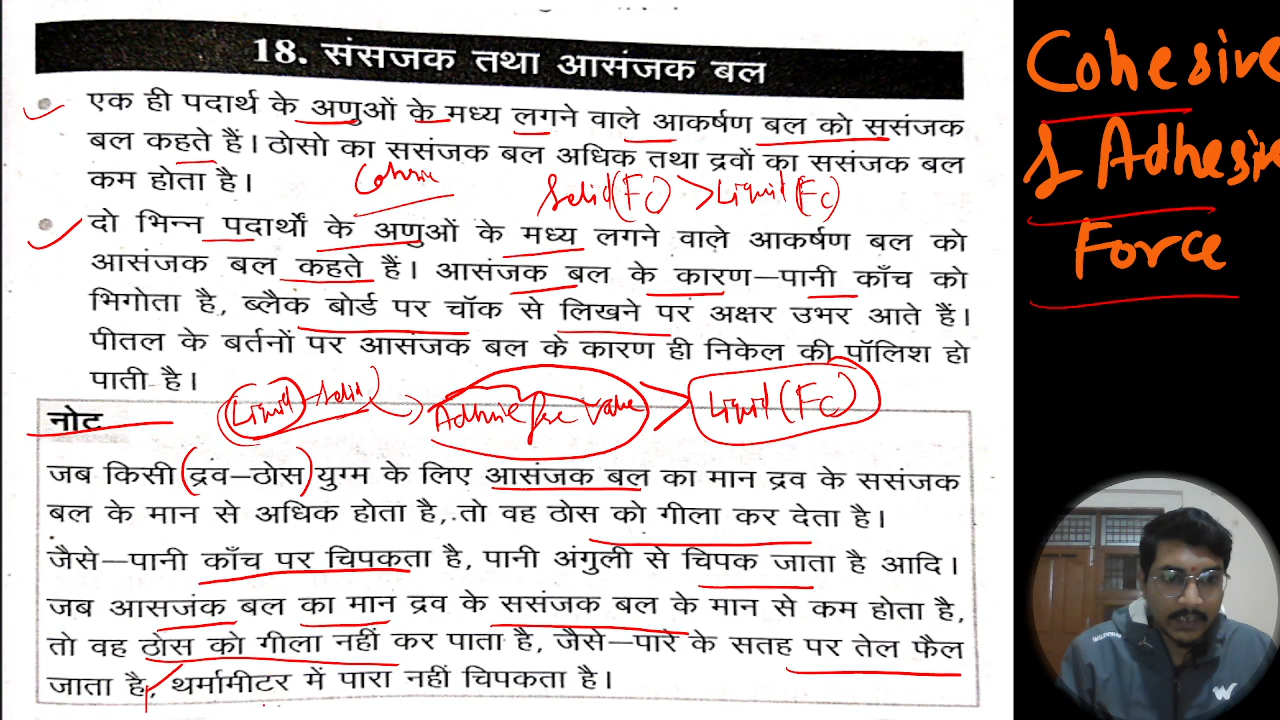 18. संसजक तथा आसंजक बल
एक ही पदार्थ के अणुओं के मध्य लगने वाले आकर्षण बल को सुसंजक
बल कहते हैं। ठोसो का ससंजक बल अधिक तथा द्रवों का ससंजक बल
कम होता है।
Cohesive
Solid (FC) > Liquid (FC)
दो भिन्न पदार्थों के अणुओं के मध्य लगने वाले आकर्षण बल को
आसंजक बल कहते हैं। आसंजक बल के कारण–पानी काँच को
भिगोता है, ब्लैक बोर्ड पर चॉक से लिखने पर अक्षर उभर आते हैं।
पीतल के बर्तनों पर आसंजक बल के कारण ही निकेल की पॉलिश हो
पाती है।
Liquid - Solid Adhesive Force Value > Liquid (FC)
नोट
जब किसी (द्रव–ठोस) युग्म के लिए आसंजक बल का मान द्रव के ससंजक
बल के मान से अधिक होता है, तो वह ठोस को गीला कर देता है।
जैसे–पानी काँच पर चिपकता है, पानी अंगुली से चिपक जाता है आदि।
जब आसजंक बल का मान द्रव के ससंजक बल के मान से कम होता है,
तो वह ठोस को गीला नहीं कर पाता है, जैसे–पारे के सतह पर तेल फैल
जाता है, थर्मामीटर में पारा नहीं चिपकता है।
Cohesive
& Adhesive
Force
W